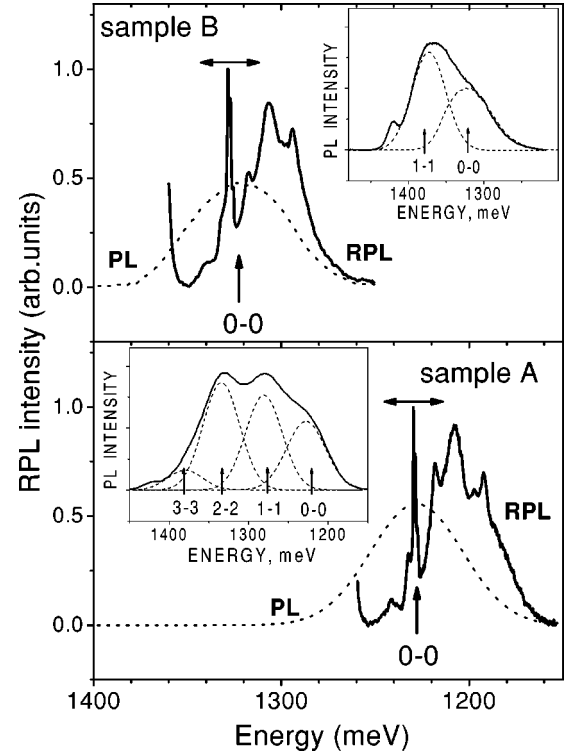 sample B
1.0
0.5
0.0
PL
RPL
0-0
PL INTENSITY
1-1 0-0
1400 1300
ENERGY, meV
RPL intensity (arb.units)
sample A
1.0
0.5
0.0
PL
RPL
0-0
PL INTENSITY
3-3 2-2 1-1 0-0
1400 1300 1200
ENERGY, meV
1400 1300 1200
Energy (meV)